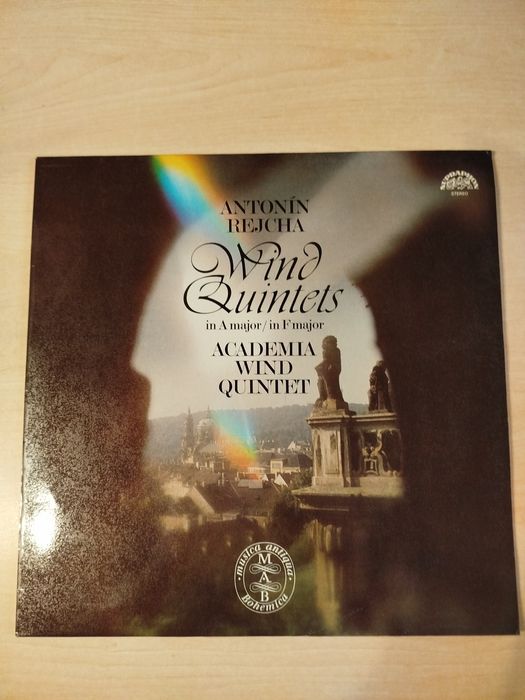 SUPRAPHON
STEREO
ANTONÍN
REJCHA
Wind
Quintets
in A major/in F major
ACADEMIA
WIND
QUINTET
musica antiqua
M
A
B
Bohemica